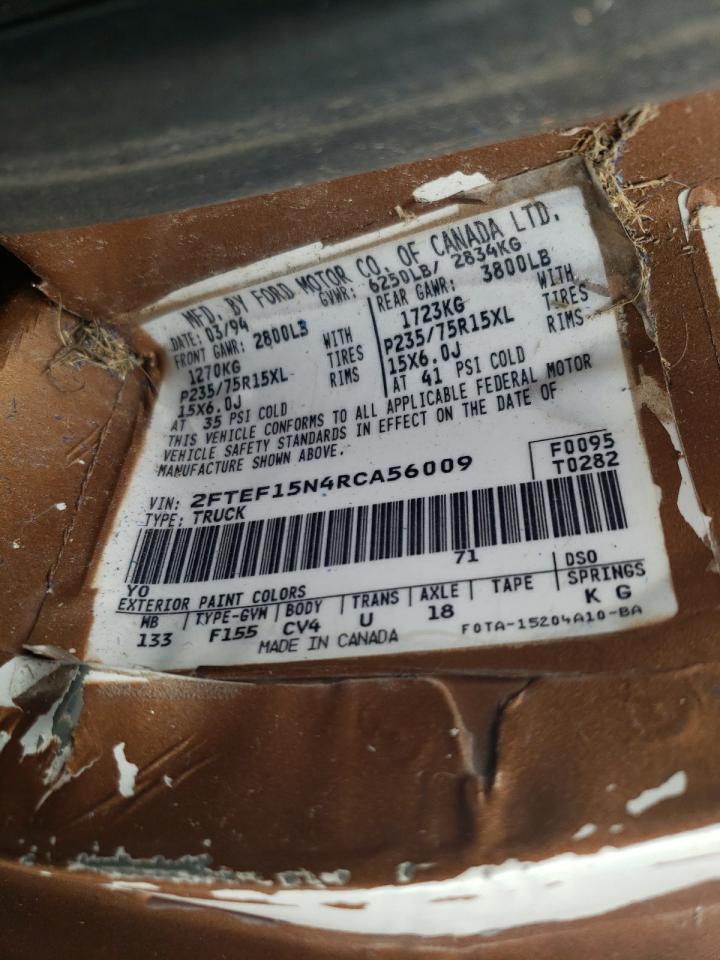 MFD. BY FORD MOTOR CO. OF CANADA LTD.
DATE: 03/94 GVWR: 6250LB/ 2834KG
FRONT GAWR: 2800LB
1270KG WITH
P235/75R15XL TIRES
15X6.0J RIMS
AT 35 PSI COLD
REAR GAWR: 3800LB
1723KG WITH
P235/75R15XL TIRES
15X6.0J RIMS
AT 41 PSI COLD
THIS VEHICLE CONFORMS TO ALL APPLICABLE FEDERAL MOTOR
VEHICLE SAFETY STANDARDS IN EFFECT ON THE DATE OF
MANUFACTURE SHOWN ABOVE.
F0095
T0282
VIN: 2FTEF15N4RCA56009
TYPE: TRUCK
YO 71
EXTERIOR PAINT COLORS DSO
WB TYPE-GVM BODY TRANS AXLE TAPE SPRINGS
133 F155 CV4 U 18 K G
MADE IN CANADA F0TA-15204A10-BA